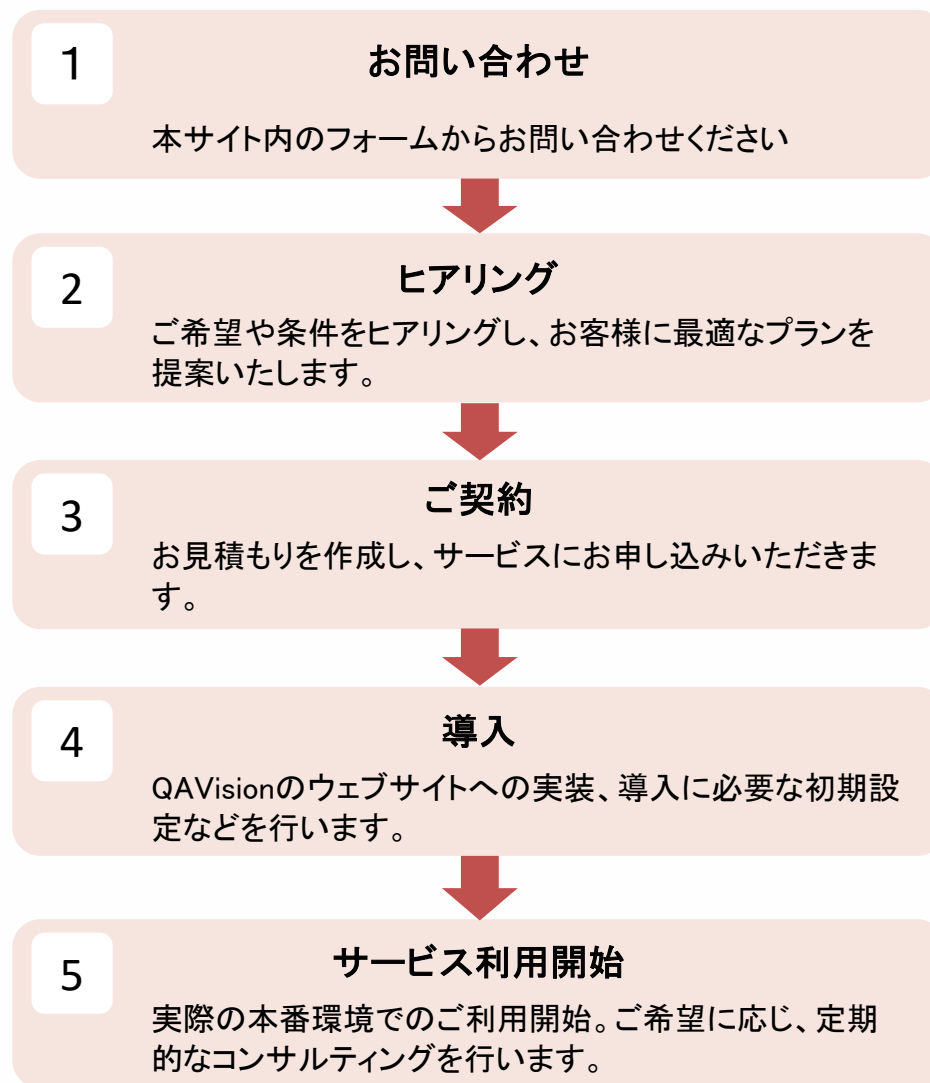 1
お問い合わせ
本サイト内のフォームからお問い合わせください
2
ヒアリング
ご希望や条件をヒアリングし、お客様に最適なプランを
提案いたします。
3
ご契約
お見積もりを作成し、サービスにお申し込みいただきま
す。
4
導入
QAVisionのウェブサイトへの実装、導入に必要な初期設
定などを行います。
5
サービス利用開始
実際の本番環境でのご利用開始。ご希望に応じ、定期
的なコンサルティングを行います。